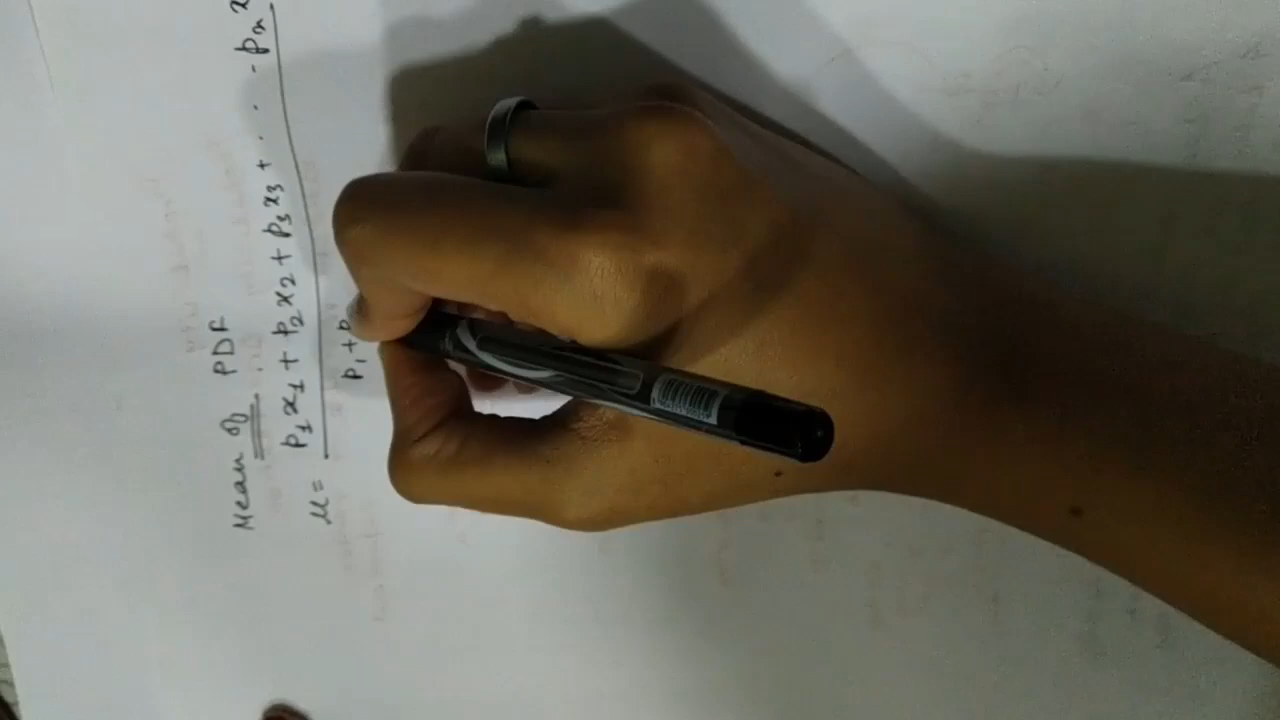 Mean of PDF
p1x1 + p2x2 + p3x3 + . . . - pn x
μ =
p1 + p